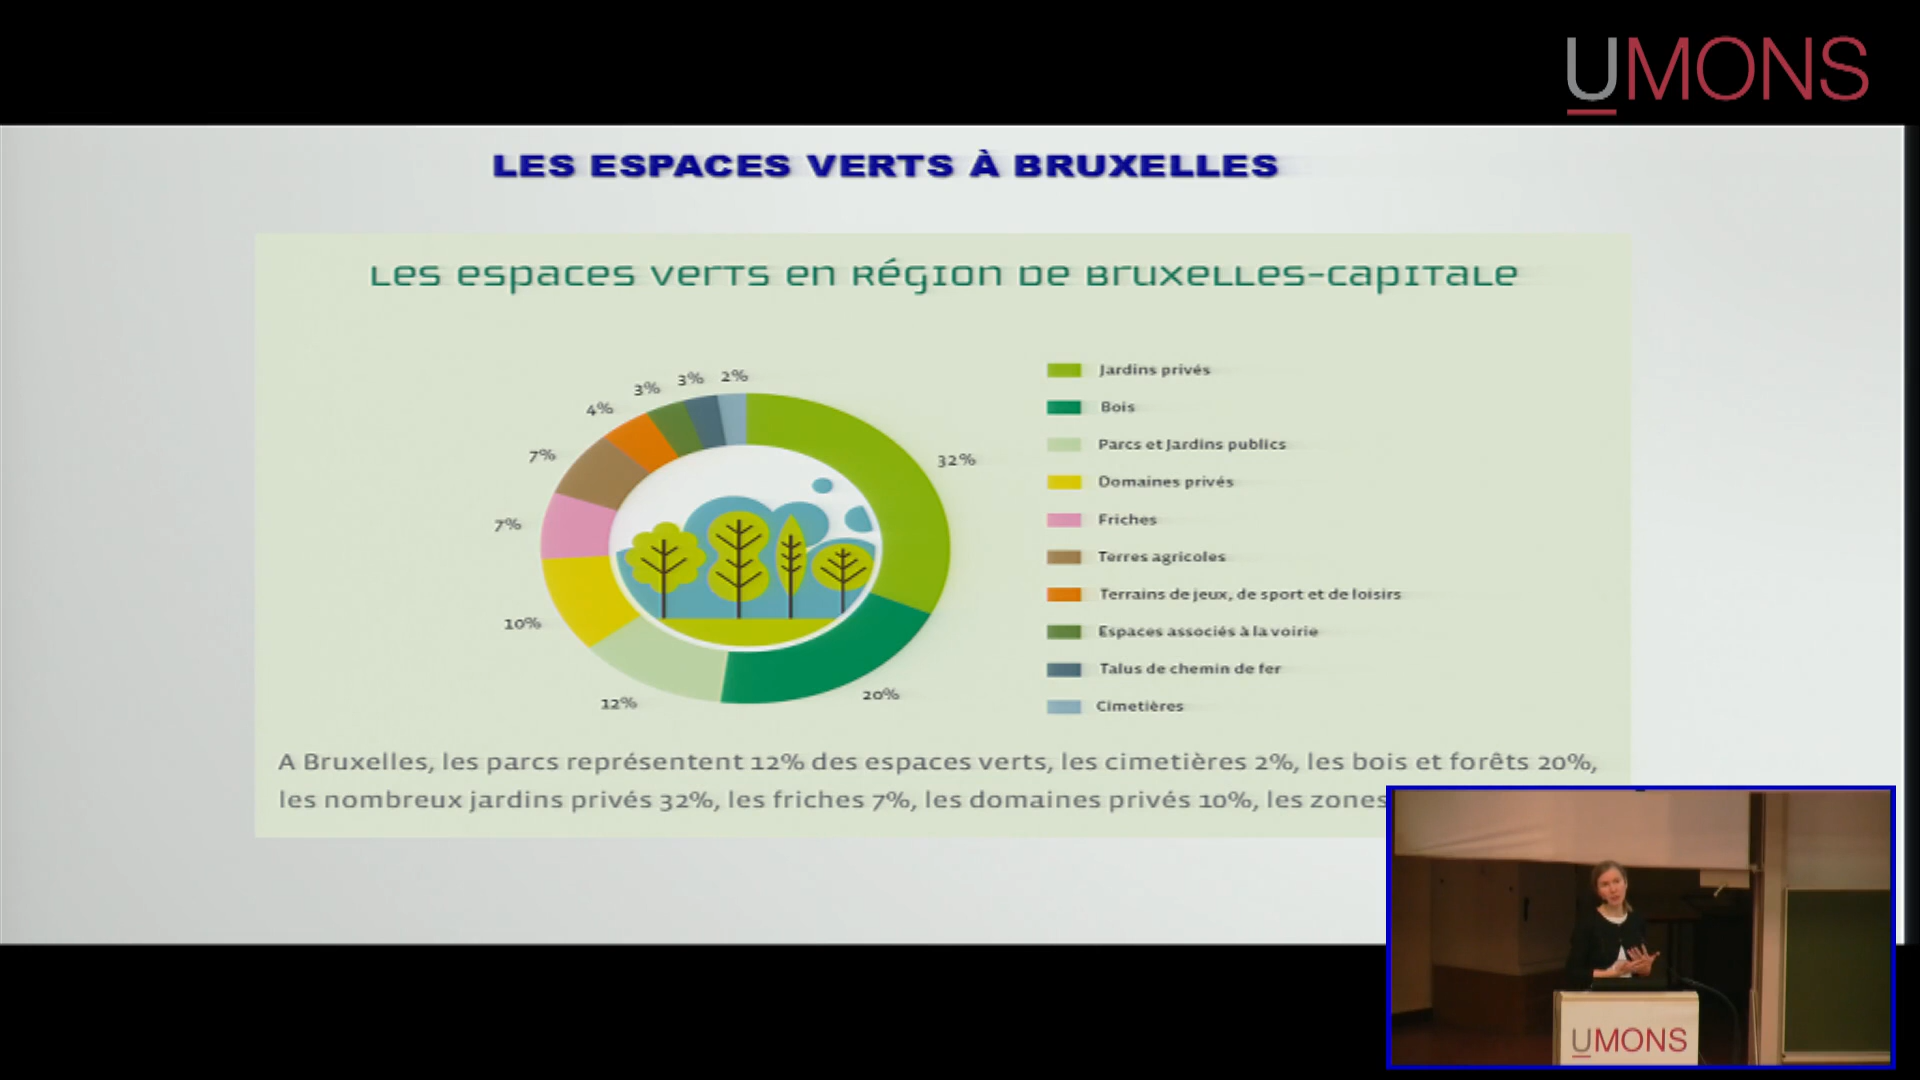 UMONS
LES ESPACES VERTS À BRUXELLES
Les espaces verts en Région de Bruxelles-Capitale
2%
3%
3%
4%
7%
7%
10%
12%
20%
32%
Jardins privés
Bois
Parcs et Jardins publics
Domaines privés
Friches
Terres agricoles
Terrains de jeux, de sport et de loisirs
Espaces associés à la voirie
Talus de chemin de fer
Cimetières
A Bruxelles, les parcs représentent 12% des espaces verts, les cimetières 2%, les bois et forêts 20%,
les nombreux jardins privés 32%, les friches 7%, les domaines privés 10%, les zones
UMONS